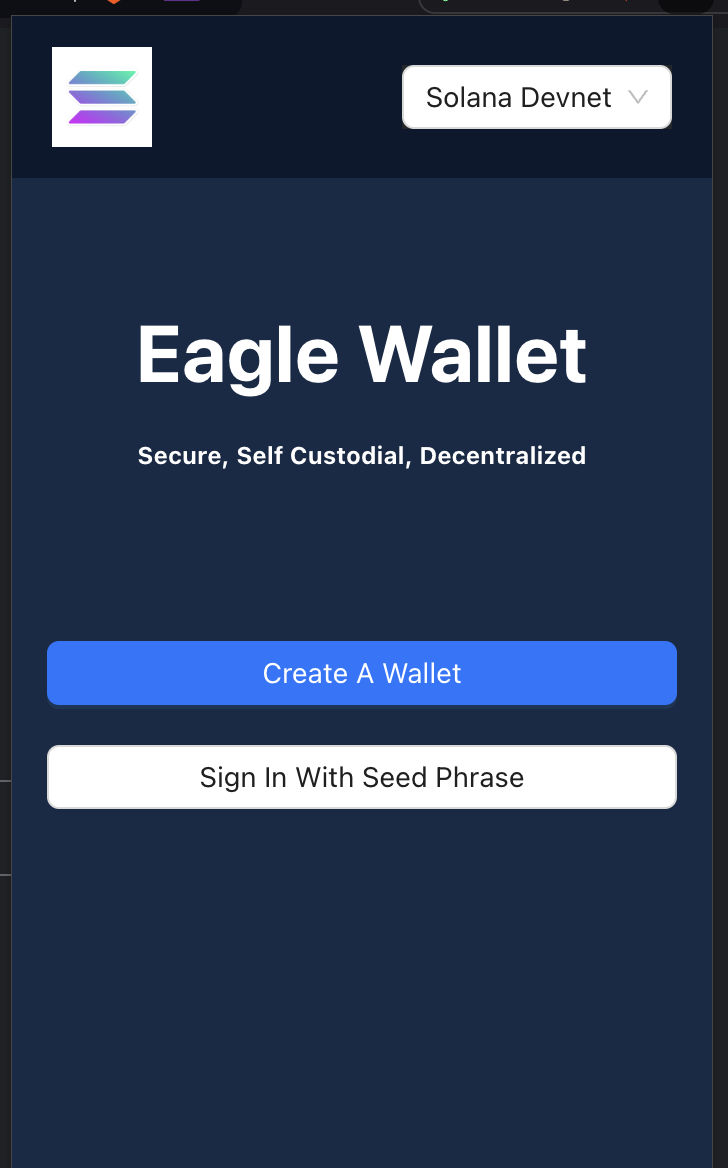 Solana Devnet
Eagle Wallet
Secure, Self Custodial, Decentralized
Create A Wallet
Sign In With Seed Phrase